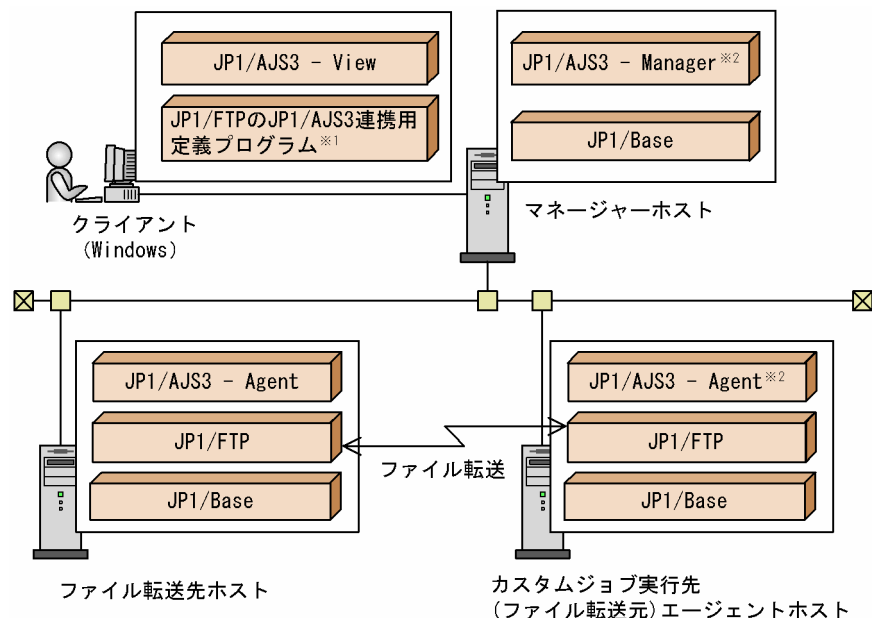 JP1/AJS3 - View
JP1/FTPのJP1/AJS3連携用
定義プログラム※1
クライアント
(Windows)
JP1/AJS3 - Manager※2
JP1/Base
マネージャーホスト
JP1/AJS3 - Agent
JP1/FTP
JP1/Base
ファイル転送先ホスト
ファイル転送
JP1/AJS3 - Agent※2
JP1/FTP
JP1/Base
カスタムジョブ実行先
(ファイル転送元)エージェントホスト